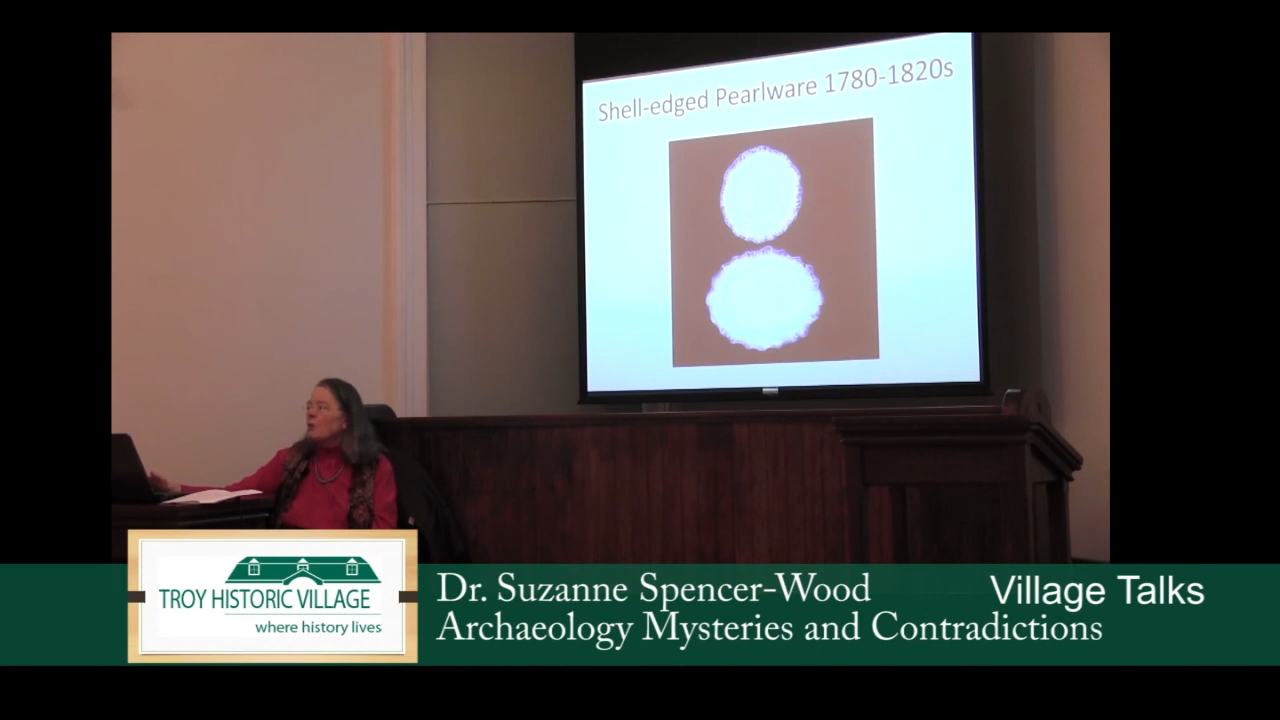 Shell-edged Pearlware 1780-1820s
TROY HISTORIC VILLAGE
where history lives
Dr. Suzanne Spencer-Wood
Archaeology Mysteries and Contradictions
Village Talks